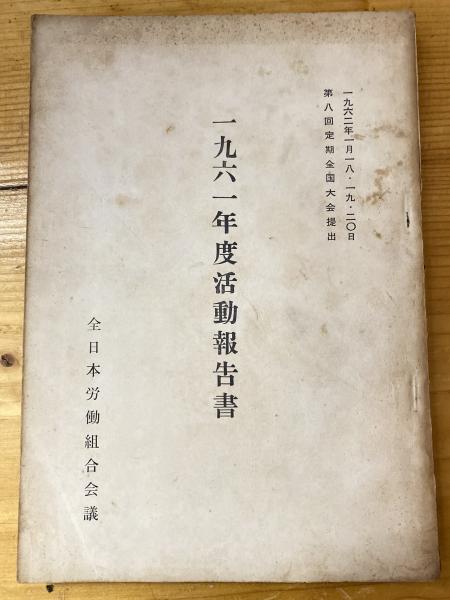 一九六二年一月一八・一九・二〇日
第八回定期全国大会提出
一九六一年度活動報告書
全日本労働組合会議